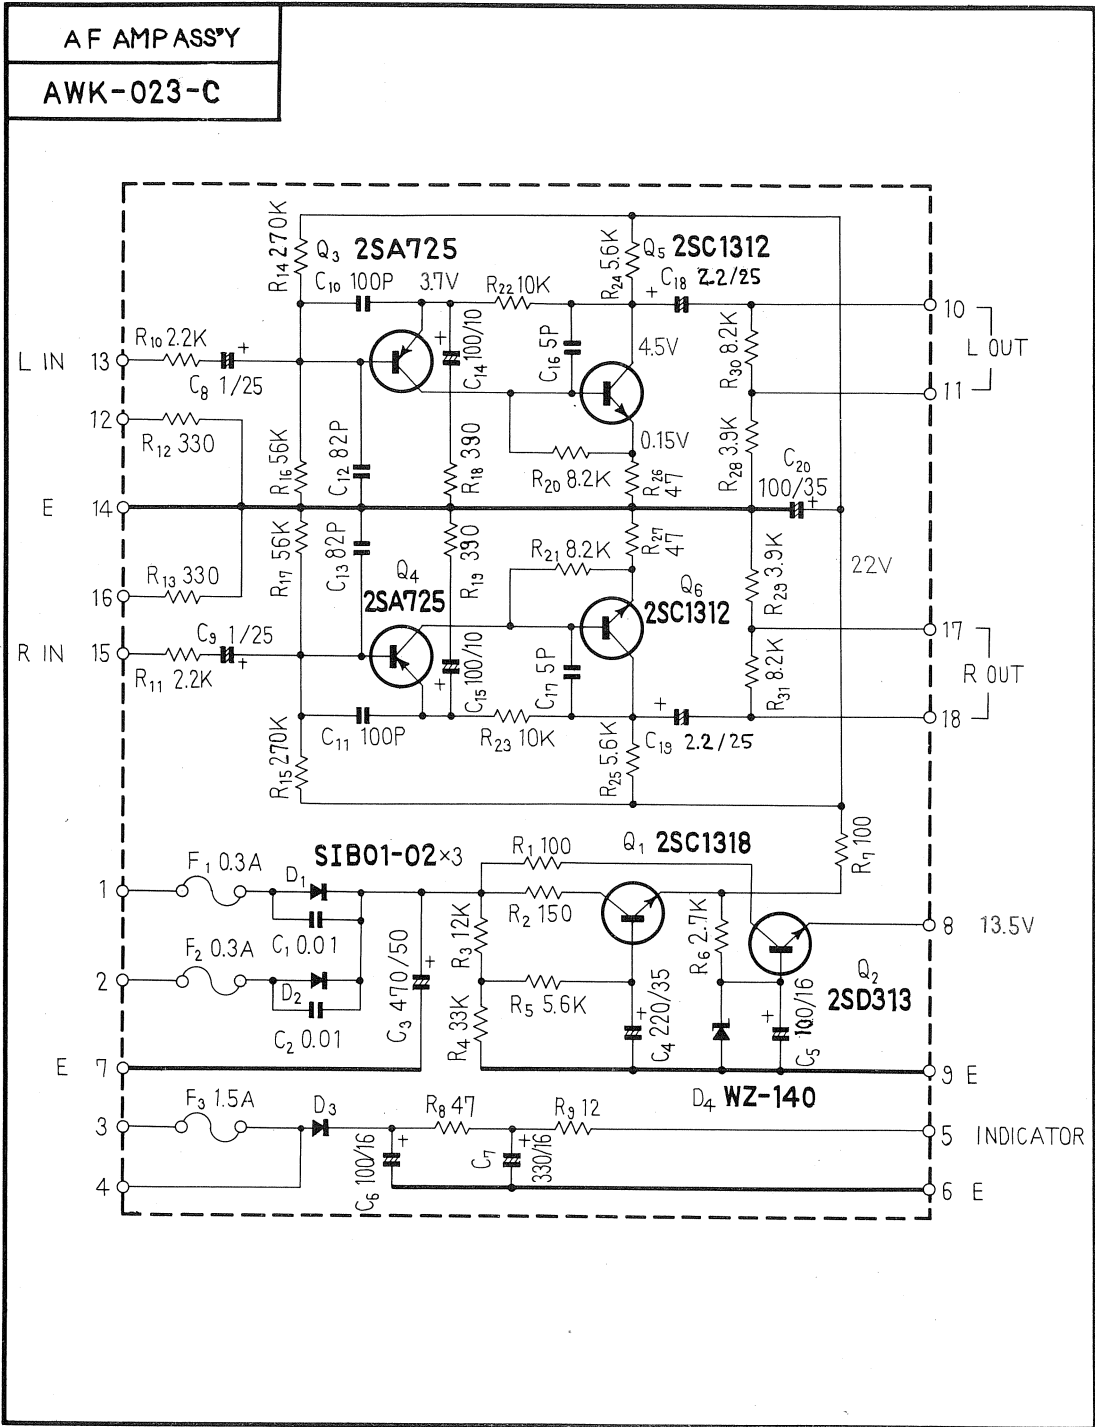 AF AMP ASS'Y
AWK-023-C
R14 270K
Q3 2SA725
C10 100P
3.7V
R22 10K
R24 5.6K
Q5 2SC1312
C18 2.2/25
+
10
L OUT
11
L IN 13
R10 2.2K
+
C8 1/25
+
C14 100/10
C16 5P
4.5V
R30 8.2K
12
R12 330
R16 56K
C12 82P
R18 390
R20 8.2K
0.15V
R26 47
R28 3.9K
C20 100/35
+
E 14
R17 56K
C13 82P
R19 390
R21 8.2K
R27 47
R29 3.9K
22V
R13 330
16
Q4 2SA725
Q6 2SC1312
17
R OUT
18
R IN 15
C9 1/25
+
R11 2.2K
C15 100/10
+
C17 5P
R31 8.2K
C11 100P
R23 10K
+
C19 2.2/25
R15 270K
R25 5.6K
R7 100
1
F1 0.3A
D1
SIB01-02×3
C1 0.01
R1 100
Q1 2SC1318
R2 150
R3 12K
R6 2.7K
8 13.5V
2
F2 0.3A
D2
C2 0.01
C3 470/50
+
R4 33K
R5 5.6K
C4 220/35
+
C5 100/16
+
Q2 2SD313
E 7
9 E
D4 WZ-140
3
F3 1.5A
D3
R8 47
R9 12
5 INDICATOR
4
C6 100/16
+
C7 330/16
+
6 E